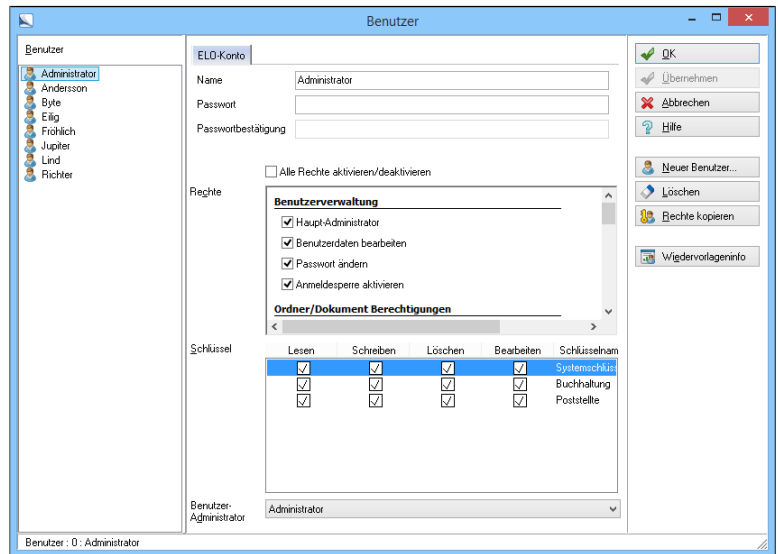 Benutzer
Benutzer
Administrator
Andersson
Byte
Eilig
Fröhlich
Jupiter
Lind
Richter
ELO-Konto
Name
Administrator
Passwort
Passwortbestätigung
Alle Rechte aktivieren/deaktivieren
Rechte
Benutzerverwaltung
Haupt-Administrator
Benutzerdaten bearbeiten
Passwort ändern
Anmeldesperre aktivieren
Ordner/Dokument Berechtigungen
Schlüssel
Lesen Schreiben Löschen Bearbeiten Schlüsselnam
Systemschlüss
Buchhaltung
Poststellte
Benutzer-
Administrator
Administrator
OK
Übernehmen
Abbrechen
Hilfe
Neuer Benutzer...
Löschen
Rechte kopieren
Wiedervorlageninfo
Benutzer : 0 : Administrator